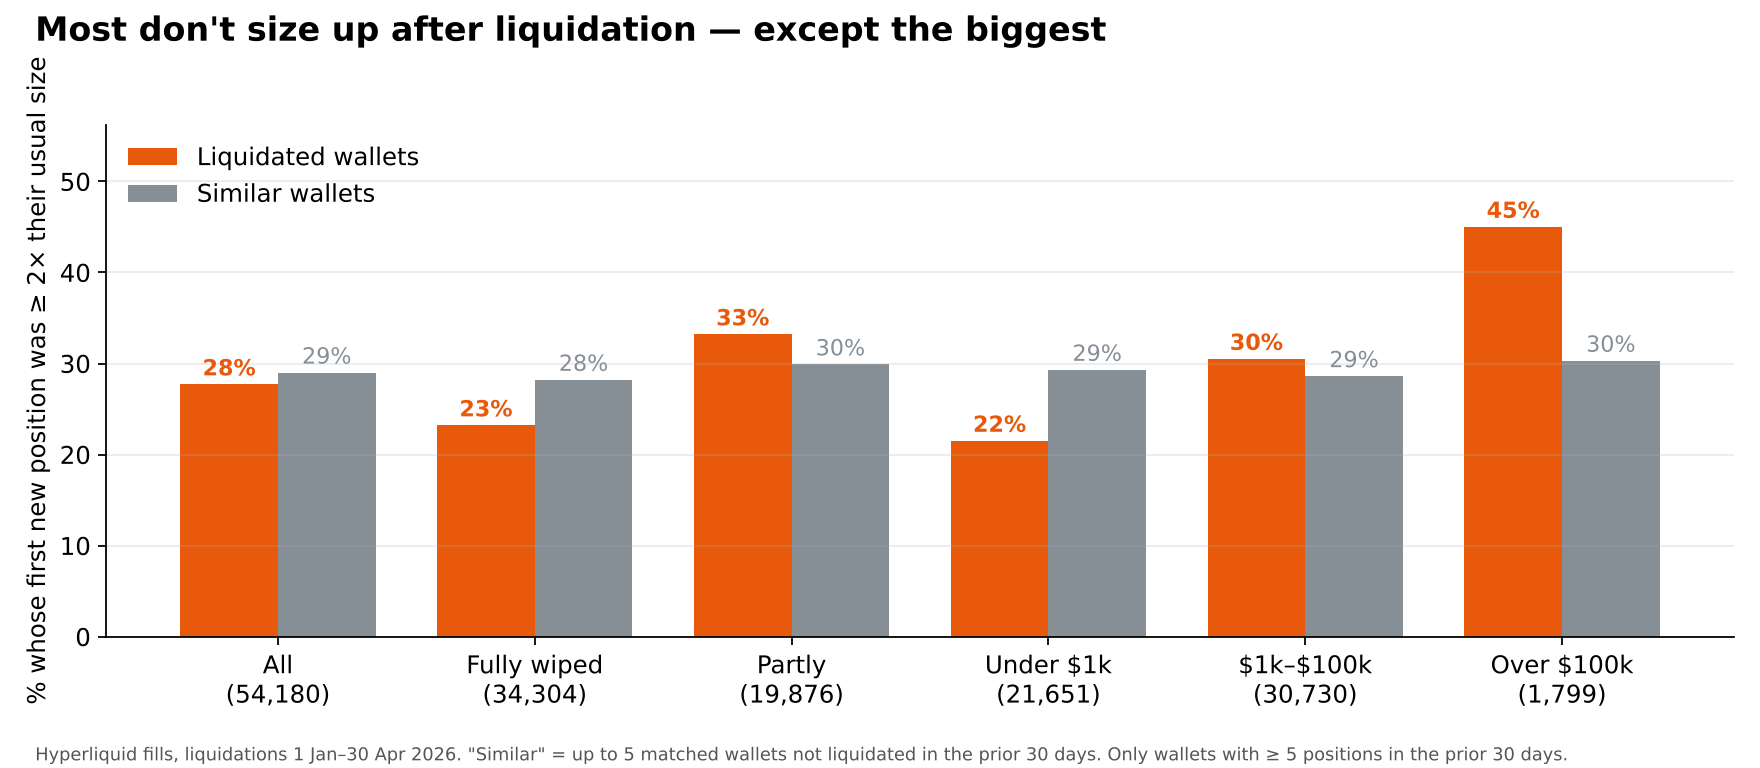 Most don't size up after liquidation — except the biggest
% whose first new position was ≥ 2× their usual size
Liquidated wallets
Similar wallets
50
40
30
20
10
0
28%
29%
23%
28%
33%
30%
22%
29%
30%
29%
45%
30%
All
(54,180)
Fully wiped
(34,304)
Partly
(19,876)
Under $1k
(21,651)
$1k–$100k
(30,730)
Over $100k
(1,799)
Hyperliquid fills, liquidations 1 Jan–30 Apr 2026. "Similar" = up to 5 matched wallets not liquidated in the prior 30 days. Only wallets with ≥ 5 positions in the prior 30 days.